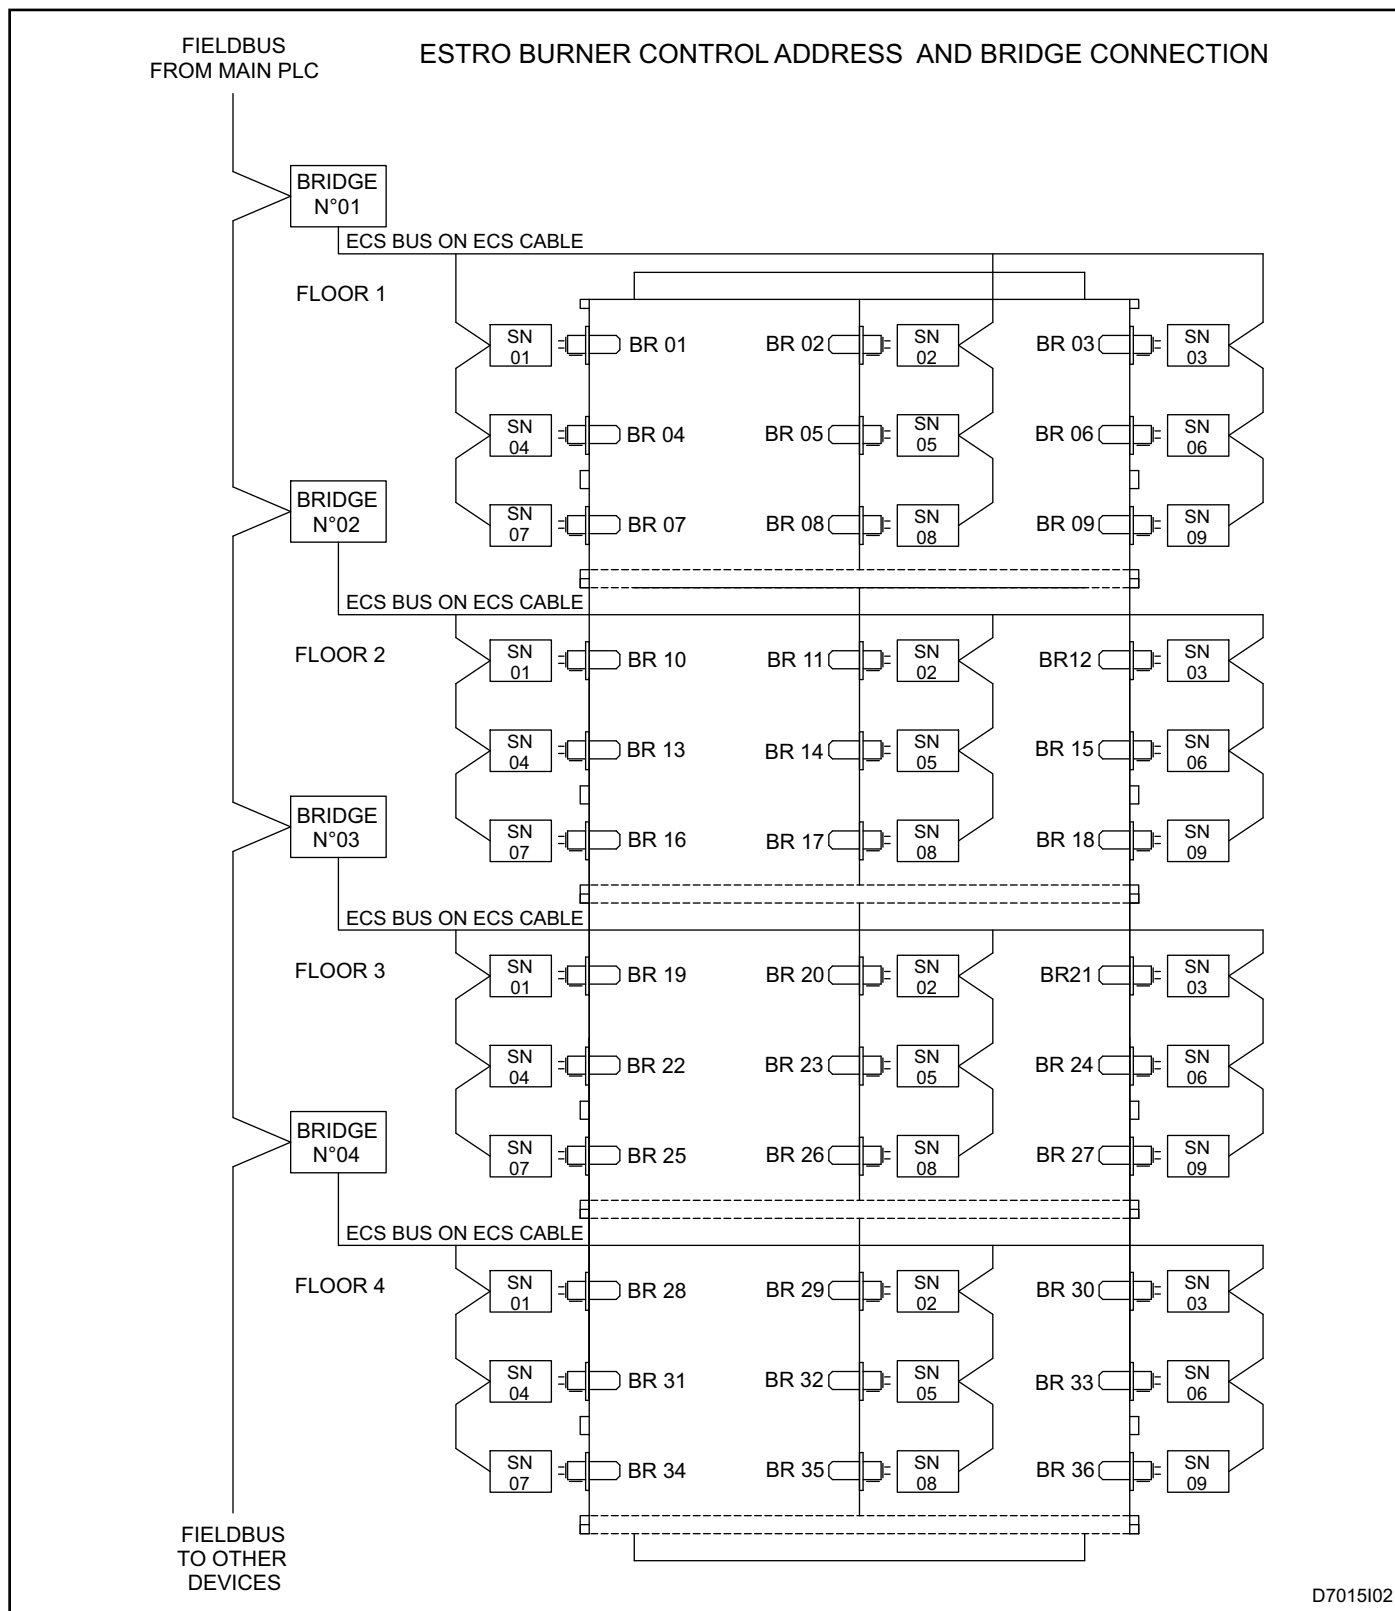 FIELDBUS
FROM MAIN PLC
ESTRO BURNER CONTROL ADDRESS AND BRIDGE CONNECTION
BRIDGE
N°01
ECS BUS ON ECS CABLE
FLOOR 1
SN
01
BR 01
BR 02
SN
02
BR 03
SN
03
SN
04
BR 04
BR 05
SN
05
BR 06
SN
06
SN
07
BR 07
BR 08
SN
08
BR 09
SN
09
BRIDGE
N°02
ECS BUS ON ECS CABLE
FLOOR 2
SN
01
BR 10
BR 11
SN
02
BR12
SN
03
SN
04
BR 13
BR 14
SN
05
BR 15
SN
06
SN
07
BR 16
BR 17
SN
08
BR 18
SN
09
BRIDGE
N°03
ECS BUS ON ECS CABLE
FLOOR 3
SN
01
BR 19
BR 20
SN
02
BR21
SN
03
SN
04
BR 22
BR 23
SN
05
BR 24
SN
06
SN
07
BR 25
BR 26
SN
08
BR 27
SN
09
BRIDGE
N°04
ECS BUS ON ECS CABLE
FLOOR 4
SN
01
BR 28
BR 29
SN
02
BR 30
SN
03
SN
04
BR 31
BR 32
SN
05
BR 33
SN
06
SN
07
BR 34
BR 35
SN
08
BR 36
SN
09
FIELDBUS
TO OTHER
DEVICES
D7015I02